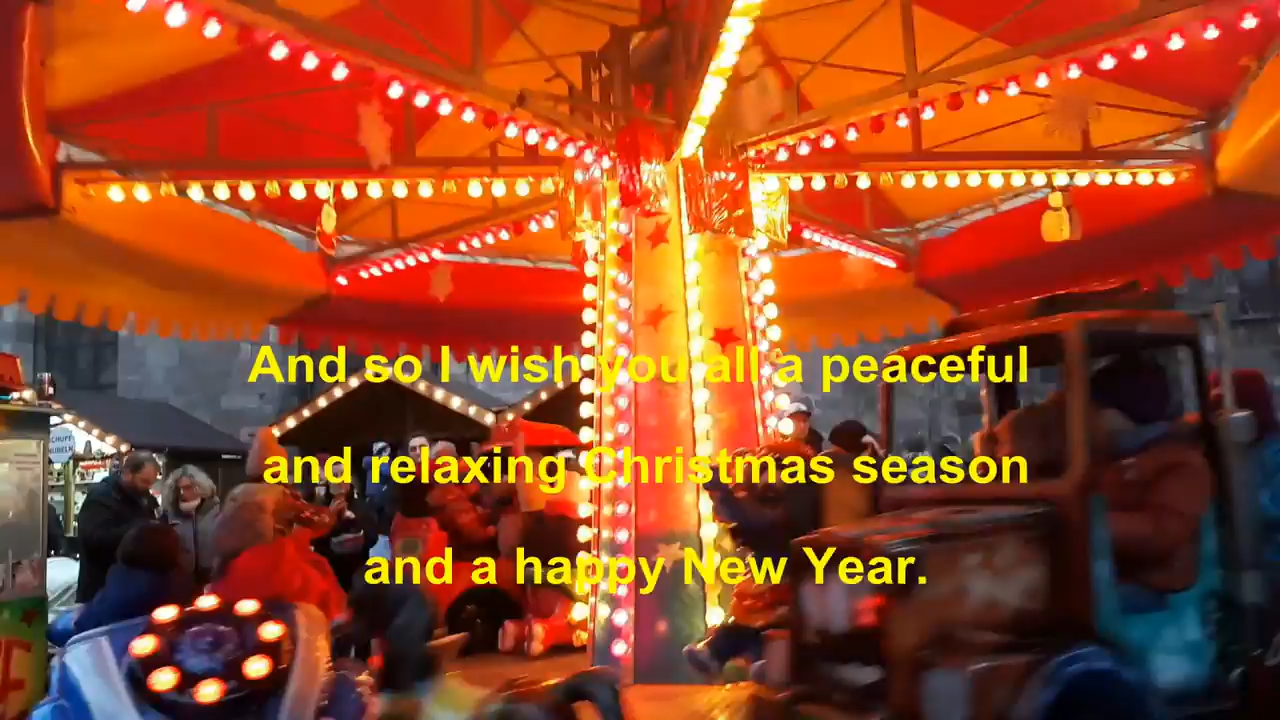 And so I wish you all a peaceful
and relaxing Christmas season
and a happy New Year.